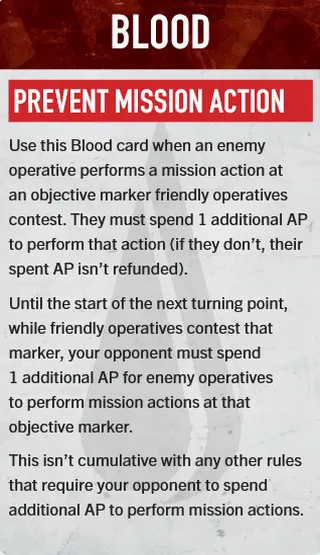 BLOOD
PREVENT MISSION ACTION
Use this Blood card when an enemy
operative performs a mission action at
an objective marker friendly operatives
contest. They must spend 1 additional AP
to perform that action (if they don’t, their
spent AP isn’t refunded).
Until the start of the next turning point,
while friendly operatives contest that
marker, your opponent must spend
1 additional AP for enemy operatives
to perform mission actions at that
objective marker.
This isn’t cumulative with any other rules
that require your opponent to spend
additional AP to perform mission actions.